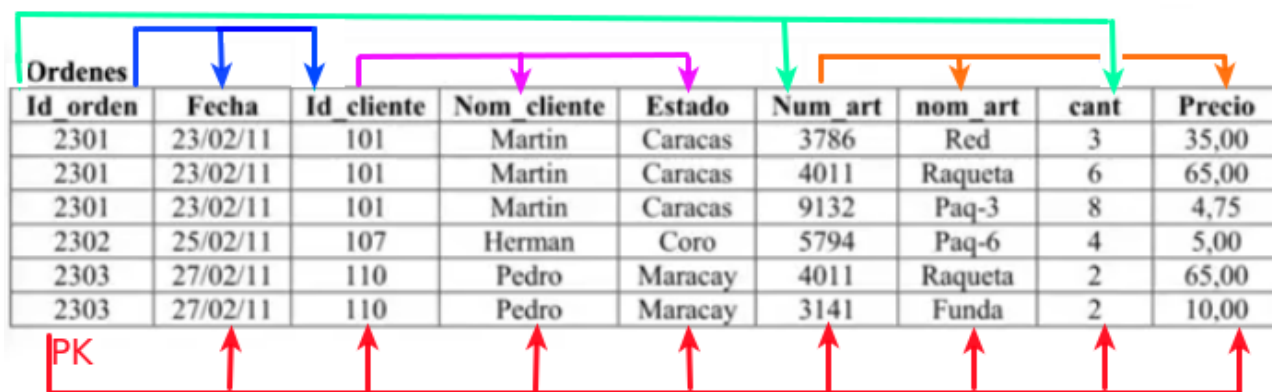 Ordenes
Id_orden Fecha Id_cliente Nom_cliente Estado Num_art nom_art cant Precio
2301 23/02/11 101 Martin Caracas 3786 Red 3 35,00
2301 23/02/11 101 Martin Caracas 4011 Raqueta 6 65,00
2301 23/02/11 101 Martin Caracas 9132 Paq-3 8 4,75
2302 25/02/11 107 Herman Coro 5794 Paq-6 4 5,00
2303 27/02/11 110 Pedro Maracay 4011 Raqueta 2 65,00
2303 27/02/11 110 Pedro Maracay 3141 Funda 2 10,00
PK